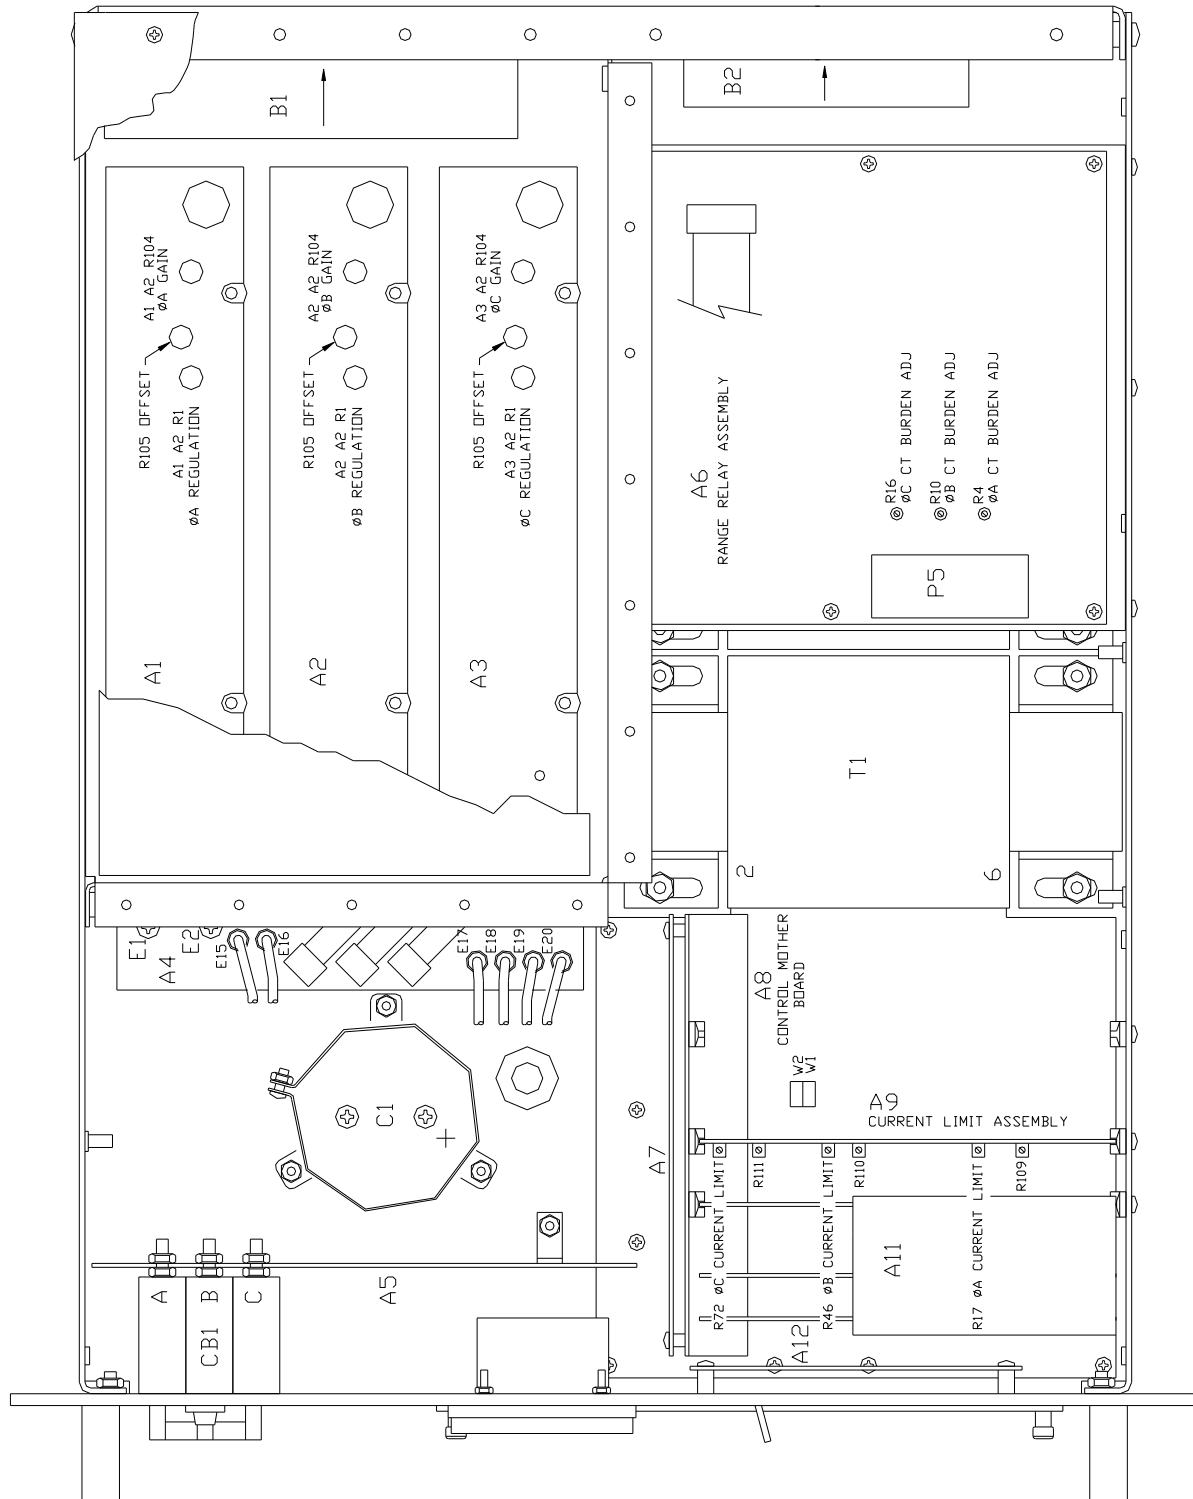 B1
B2
A1 A2 R104
ØA GAIN
R105 OFFSET
A1 A2 R1
ØA REGULATION
A2 A2 R104
ØB GAIN
R105 OFFSET
A2 A2 R1
ØB REGULATION
A3 A2 R104
ØC GAIN
R105 OFFSET
A3 A2 R1
ØC REGULATION
A6
RANGE RELAY ASSEMBLY
R16
ØC CT BURDEN ADJ
R10
ØB CT BURDEN ADJ
R4
ØA CT BURDEN ADJ
P5
A1
A2
A3
T1
2
6
E1
E2
A4
E15
E16
E17
E18
E19
E20
A8
CONTROL MOTHER
BOARD
W2
W1
C1
+
A9
CURRENT LIMIT ASSEMBLY
A7
R111
R110
R109
R72 ØC CURRENT LIMIT
R46 ØB CURRENT LIMIT
R17 ØA CURRENT LIMIT
A11
A
B
C
CB1
A5
A12